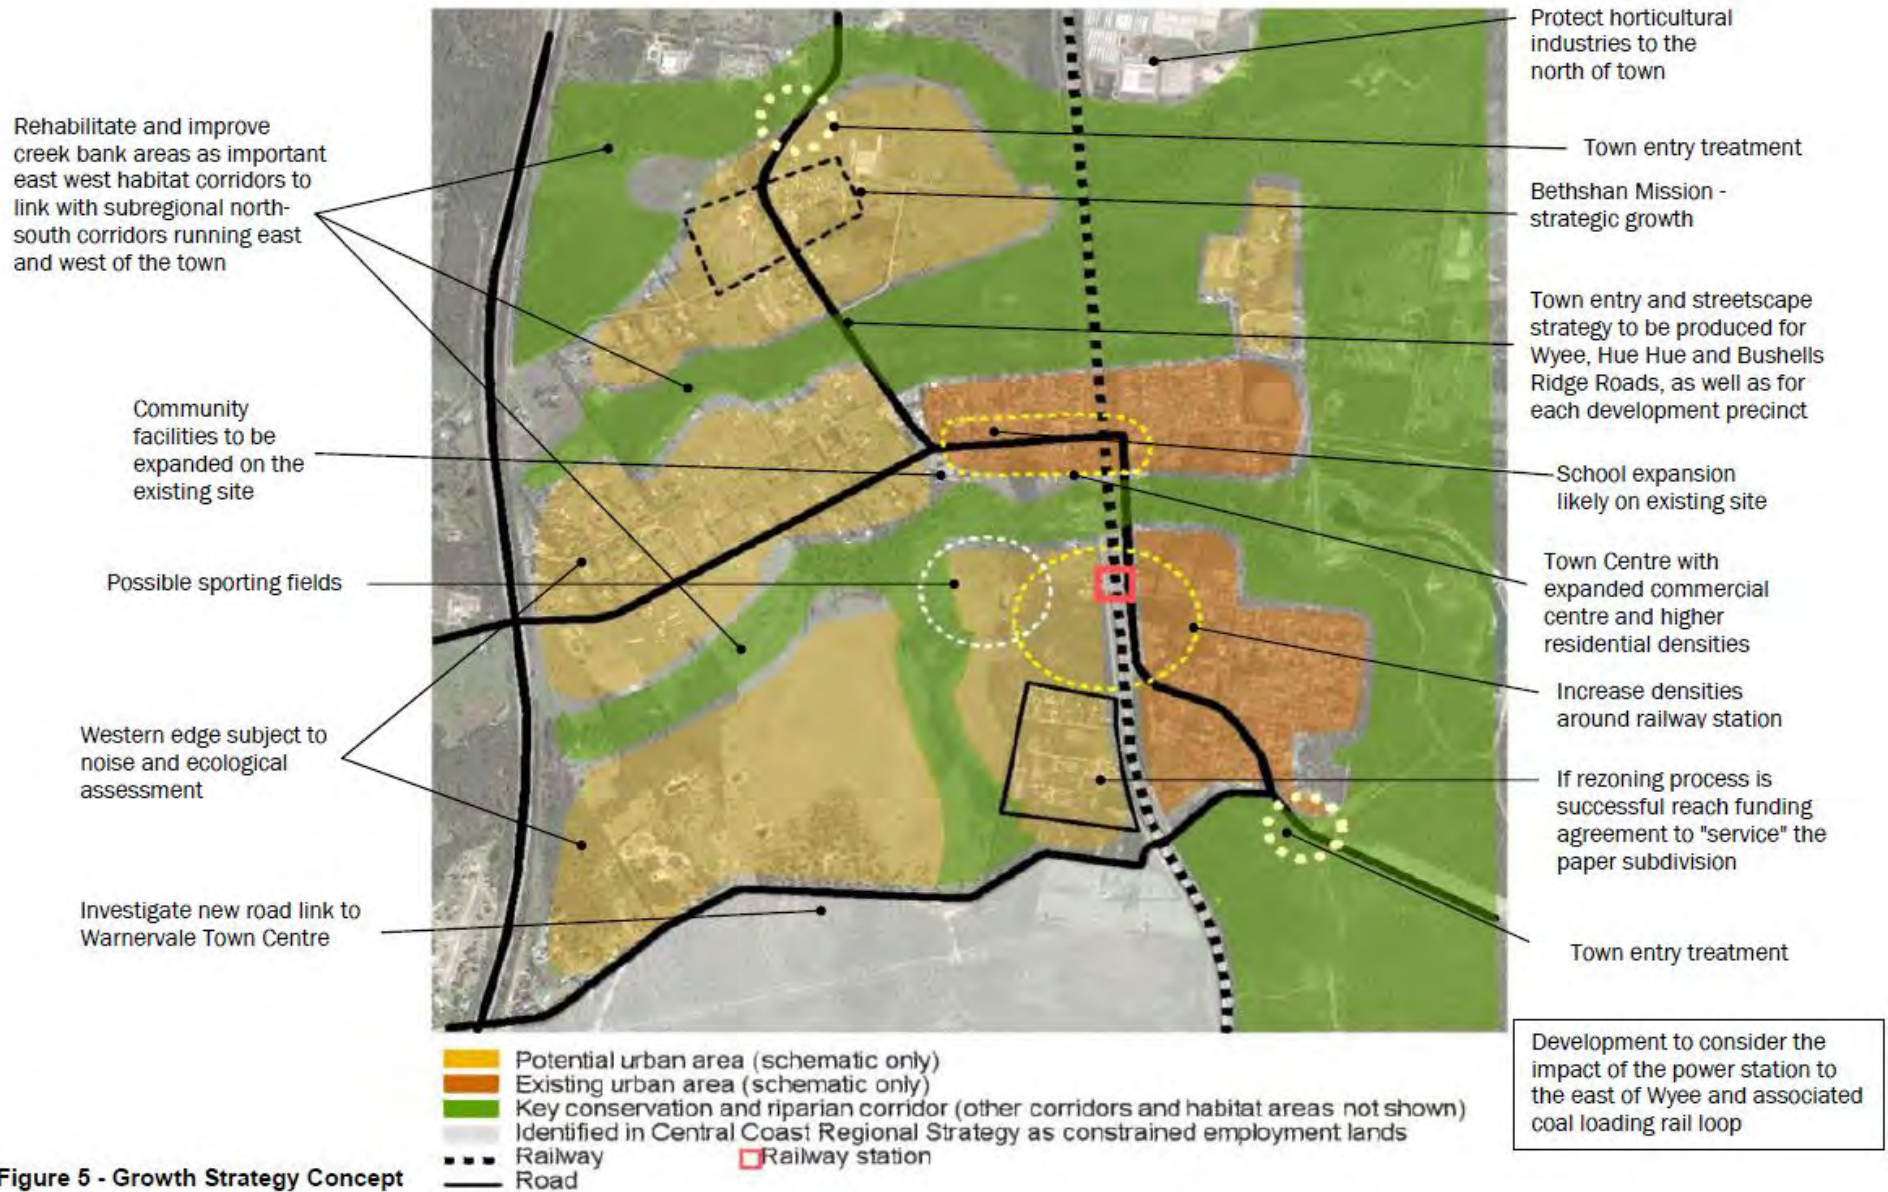 Protect horticultural
industries to the
north of town
Rehabilitate and improve
creek bank areas as important
east west habitat corridors to
link with subregional north-
south corridors running east
and west of the town
Town entry treatment
Bethshan Mission -
strategic growth
Town entry and streetscape
strategy to be produced for
Wyee, Hue Hue and Bushells
Ridge Roads, as well as for
each development precinct
Community
facilities to be
expanded on the
existing site
School expansion
likely on existing site
Possible sporting fields
Town Centre with
expanded commercial
centre and higher
residential densities
Increase densities
around railway station
Western edge subject to
noise and ecological
assessment
If rezoning process is
successful reach funding
agreement to "service" the
paper subdivision
Investigate new road link to
Warnervale Town Centre
Town entry treatment
Development to consider the
impact of the power station to
the east of Wyee and associated
coal loading rail loop
Potential urban area (schematic only)
Existing urban area (schematic only)
Key conservation and riparian corridor (other corridors and habitat areas not shown)
Identified in Central Coast Regional Strategy as constrained employment lands
Railway Railway station
Road
Figure 5 - Growth Strategy Concept